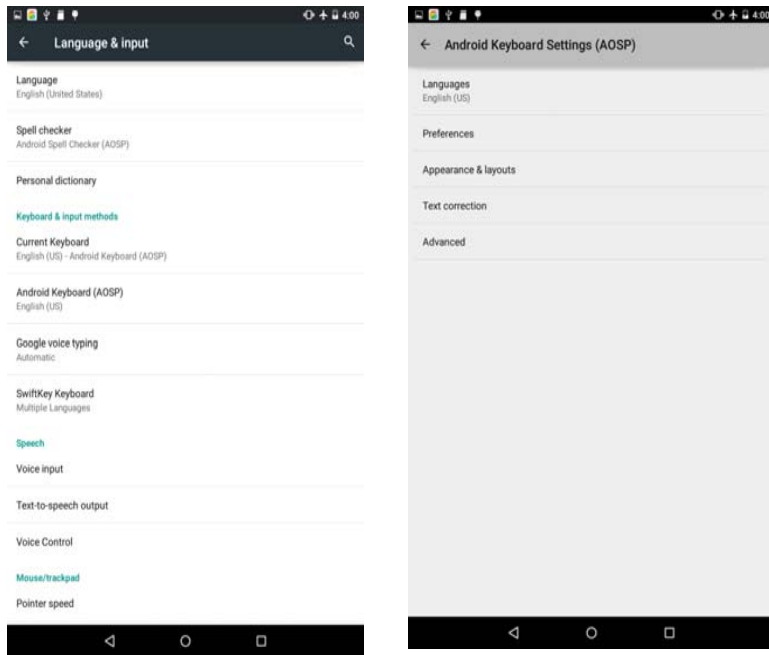 4:00
Language & input
Language
English (United States)
Spell checker
Android Spell Checker (AOSP)
Personal dictionary
Keyboard & input methods
Current Keyboard
English (US) - Android Keyboard (AOSP)
Android Keyboard (AOSP)
English (US)
Google voice typing
Automatic
SwiftKey Keyboard
Multiple Languages
Speech
Voice input
Text-to-speech output
Voice Control
Mouse/trackpad
Pointer speed
4:00
Android Keyboard Settings (AOSP)
Languages
English (US)
Preferences
Appearance & layouts
Text correction
Advanced